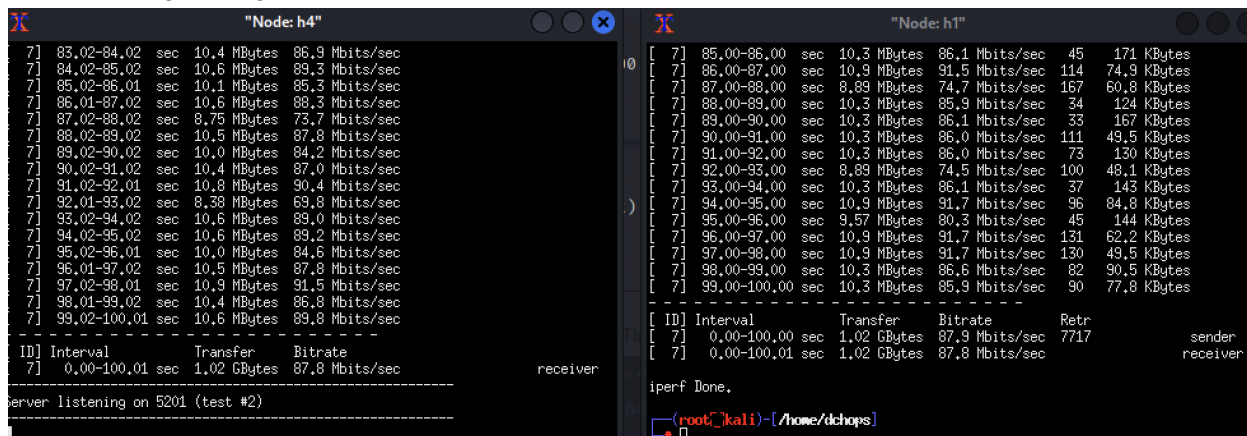 "Node: h4"
7] 83.02-84.02 sec 10.4 MBytes 86.9 Mbits/sec
7] 84.02-85.02 sec 10.6 MBytes 89.3 Mbits/sec
7] 85.02-86.01 sec 10.1 MBytes 85.3 Mbits/sec
7] 86.01-87.02 sec 10.6 MBytes 88.3 Mbits/sec
7] 87.02-88.02 sec 8.75 MBytes 73.7 Mbits/sec
7] 88.02-89.02 sec 10.5 MBytes 87.8 Mbits/sec
7] 89.02-90.02 sec 10.0 MBytes 84.2 Mbits/sec
7] 90.02-91.02 sec 10.4 MBytes 87.0 Mbits/sec
7] 91.02-92.01 sec 10.8 MBytes 90.4 Mbits/sec
7] 92.01-93.02 sec 8.38 MBytes 69.8 Mbits/sec
7] 93.02-94.02 sec 10.6 MBytes 89.0 Mbits/sec
7] 94.02-95.02 sec 10.6 MBytes 89.2 Mbits/sec
7] 95.02-96.01 sec 10.0 MBytes 84.6 Mbits/sec
7] 96.01-97.02 sec 10.5 MBytes 87.8 Mbits/sec
7] 97.02-98.01 sec 10.9 MBytes 91.5 Mbits/sec
7] 98.01-99.02 sec 10.4 MBytes 86.8 Mbits/sec
7] 99.02-100.01 sec 10.6 MBytes 89.8 Mbits/sec
- - - - - - - - - - - - - - - - - - - - - - - - -
ID] Interval Transfer Bitrate
7] 0.00-100.01 sec 1.02 GBytes 87.8 Mbits/sec receiver
-----------------------------------------------------------
Server listening on 5201 (test #2)
-----------------------------------------------------------
"Node: h1"
[ 7] 85.00-86.00 sec 10.3 MBytes 86.1 Mbits/sec 45 171 KBytes
[ 7] 86.00-87.00 sec 10.9 MBytes 91.5 Mbits/sec 114 74.9 KBytes
[ 7] 87.00-88.00 sec 8.89 MBytes 74.7 Mbits/sec 167 60.8 KBytes
[ 7] 88.00-89.00 sec 10.3 MBytes 85.9 Mbits/sec 34 124 KBytes
[ 7] 89.00-90.00 sec 10.3 MBytes 86.1 Mbits/sec 33 167 KBytes
[ 7] 90.00-91.00 sec 10.3 MBytes 86.0 Mbits/sec 111 49.5 KBytes
[ 7] 91.00-92.00 sec 10.3 MBytes 86.0 Mbits/sec 73 130 KBytes
[ 7] 92.00-93.00 sec 8.89 MBytes 74.5 Mbits/sec 100 48.1 KBytes
[ 7] 93.00-94.00 sec 10.3 MBytes 86.1 Mbits/sec 37 143 KBytes
[ 7] 94.00-95.00 sec 10.9 MBytes 91.7 Mbits/sec 96 84.8 KBytes
[ 7] 95.00-96.00 sec 9.57 MBytes 80.3 Mbits/sec 45 144 KBytes
[ 7] 96.00-97.00 sec 10.9 MBytes 91.7 Mbits/sec 131 62.2 KBytes
[ 7] 97.00-98.00 sec 10.9 MBytes 91.7 Mbits/sec 130 49.5 KBytes
[ 7] 98.00-99.00 sec 10.3 MBytes 86.6 Mbits/sec 82 90.5 KBytes
[ 7] 99.00-100.00 sec 10.3 MBytes 85.9 Mbits/sec 90 77.8 KBytes
- - - - - - - - - - - - - - - - - - - - - - - - -
[ ID] Interval Transfer Bitrate Retr
[ 7] 0.00-100.00 sec 1.02 GBytes 87.9 Mbits/sec 7717 sender
[ 7] 0.00-100.01 sec 1.02 GBytes 87.8 Mbits/sec receiver
iperf Done.
(root kali)-[/home/dchops]